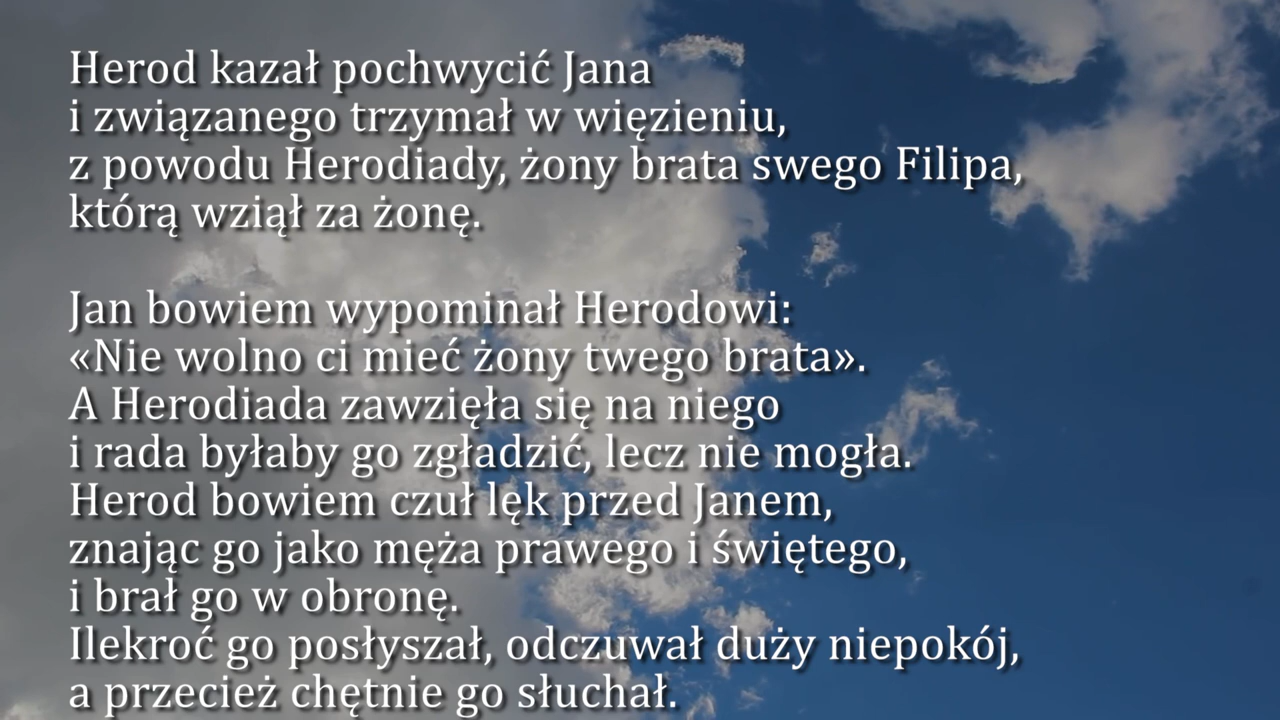 Herod kazał pochwycić Jana
i związanego trzymał w więzieniu,
z powodu Herodiady, żony brata swego Filipa,
którą wziął za żonę.
Jan bowiem wypominał Herodowi:
«Nie wolno ci mieć żony twego brata».
A Herodiada zawzięła się na niego
i rada byłaby go zgładzić, lecz nie mogła.
Herod bowiem czuł lęk przed Janem,
znając go jako męża prawego i świętego,
i brał go w obronę.
Ilekroć go posłyszał, odczuwał duży niepokój,
a przecież chętnie go słuchał.